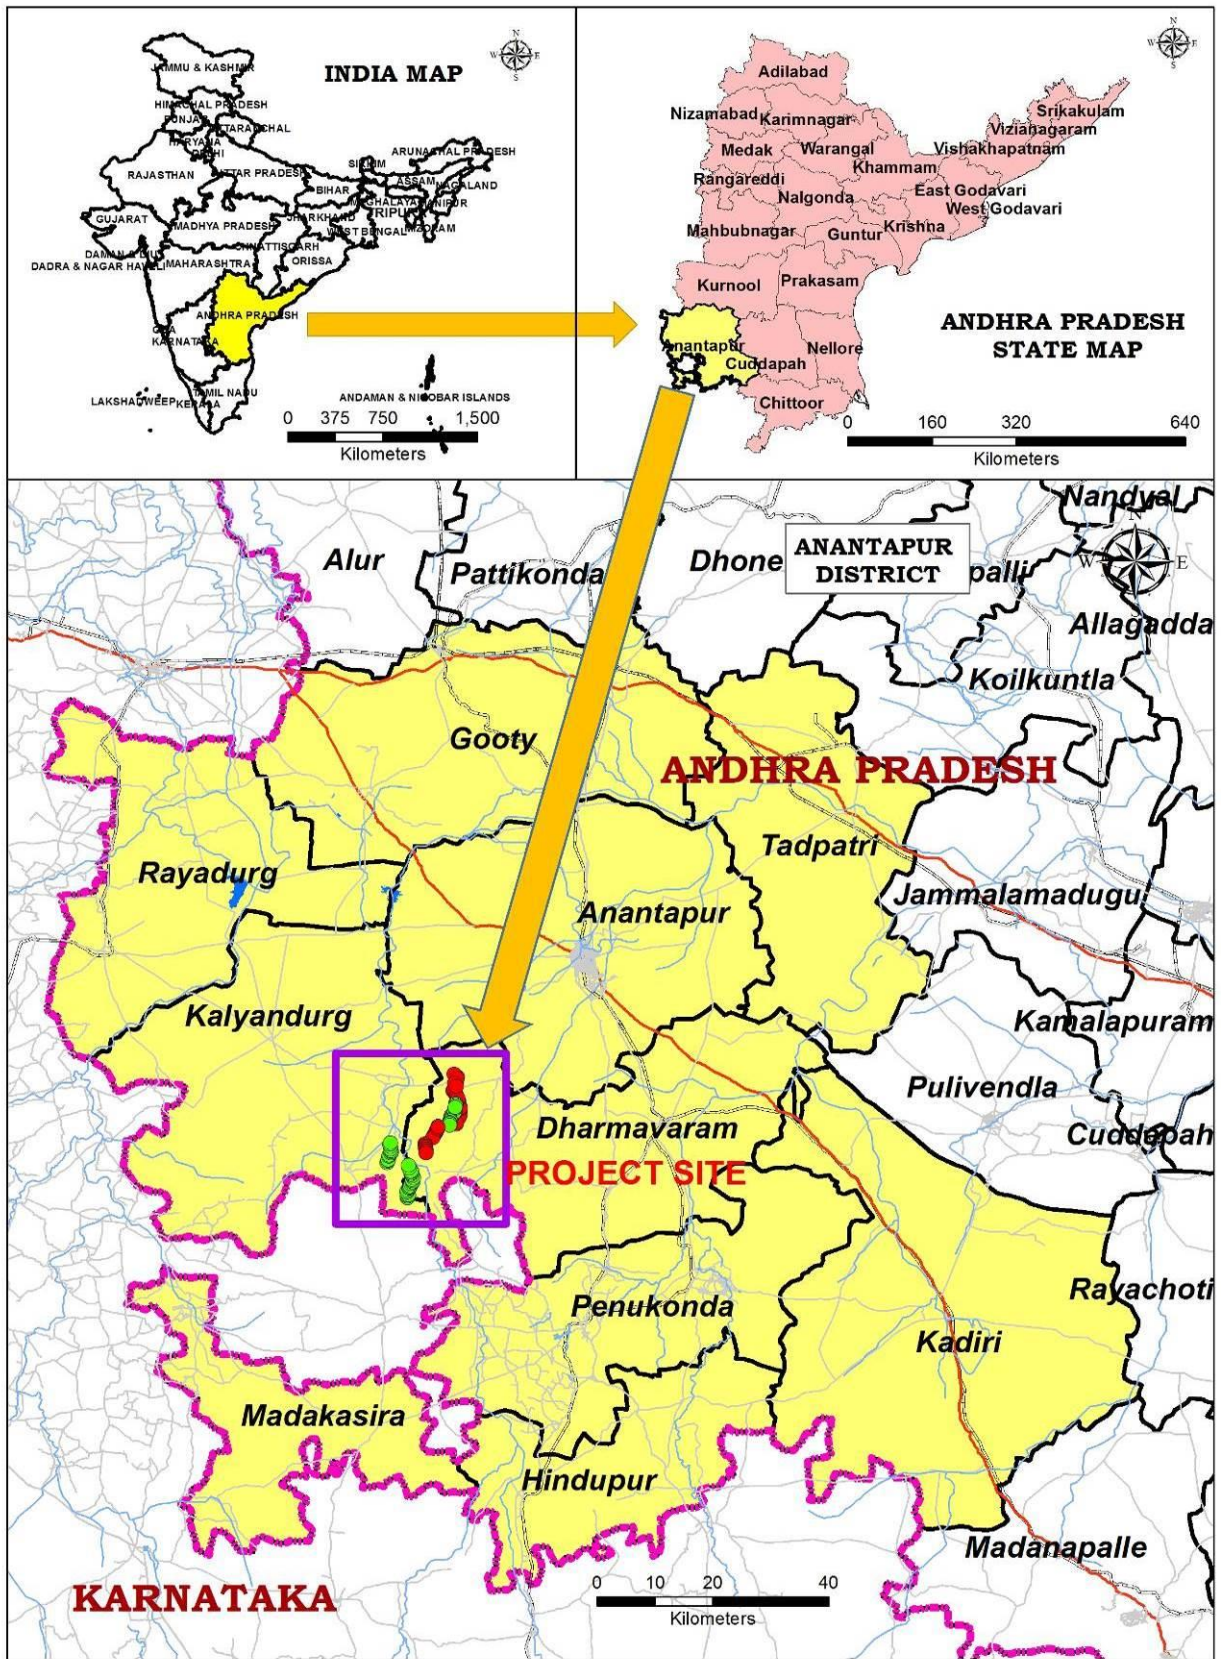 N
W E
S
INDIA MAP
JAMMU & KASHMIR
HIMACHAL PRADESH
PUNJAB
UTTARANCHAL
HARYANA
DELHI
ARUNACHAL PRADESH
SIKKIM
RAJASTHAN
UTTAR PRADESH
ASSAM
NAGALAND
BIHAR
MEGHALAYA
MANIPUR
GUJARAT
JHARKHAND
TRIPURA
MADHYA PRADESH
WEST BENGAL
MIZORAM
CHHATTISGARH
DAMAN & DIU
DADRA & NAGAR HAVELI
MAHARASHTRA
ORISSA
ANDHRA PRADESH
GOA
KARNATAKA
TAMIL NADU
LAKSHADWEEP
KERALA
ANDAMAN & NICOBAR ISLANDS
0 375 750 1,500
Kilometers
N
W E
S
Adilabad
Nizamabad
Karimnagar
Srikakulam
Vizianagaram
Medak
Warangal
Vishakhapatnam
Khammam
Rangareddi
Nalgonda
East Godavari
West Godavari
Mahbubnagar
Guntur
Krishna
Kurnool
Prakasam
ANDHRA PRADESH
STATE MAP
Anantapur
Nellore
Cuddapah
Chittoor
0 160 320 640
Kilometers
Nandyal
N
W E
Alur
Pattikonda
Dhone
ANANTAPUR
DISTRICT
palli
Allagadda
Koilkuntla
Gooty
ANDHRA PRADESH
Tadpatri
Rayadurg
Jammalamadugu
Anantapur
Kalyandurg
Kamalapuram
Pulivendla
Dharmavaram
Cuddapah
PROJECT SITE
Penukonda
Rayachoti
Kadiri
Madakasira
Hindupur
Madanapalle
KARNATAKA
0 10 20 40
Kilometers